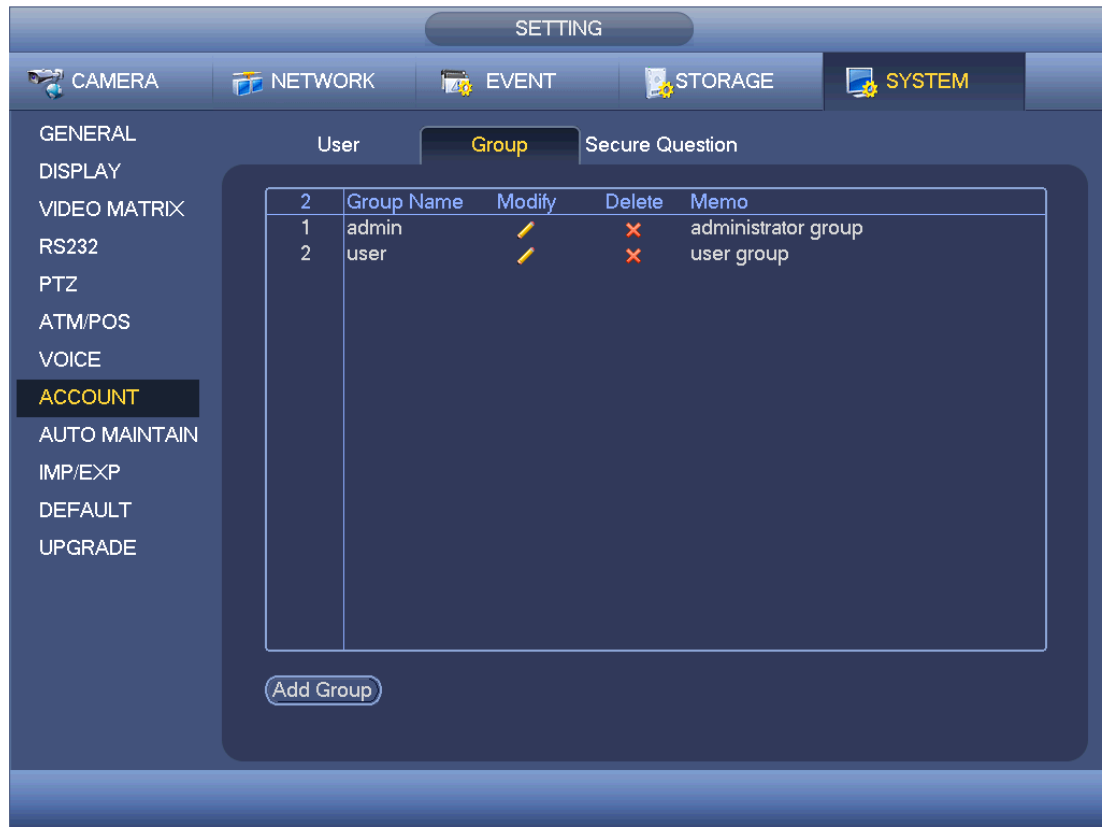 SETTING
CAMERA NETWORK EVENT STORAGE SYSTEM
GENERAL
DISPLAY
VIDEO MATRIX
RS232
PTZ
ATM/POS
VOICE
ACCOUNT
AUTO MAINTAIN
IMP/EXP
DEFAULT
UPGRADE
User Group Secure Question
2 Group Name Modify Delete Memo
1 admin administrator group
2 user user group
Add Group